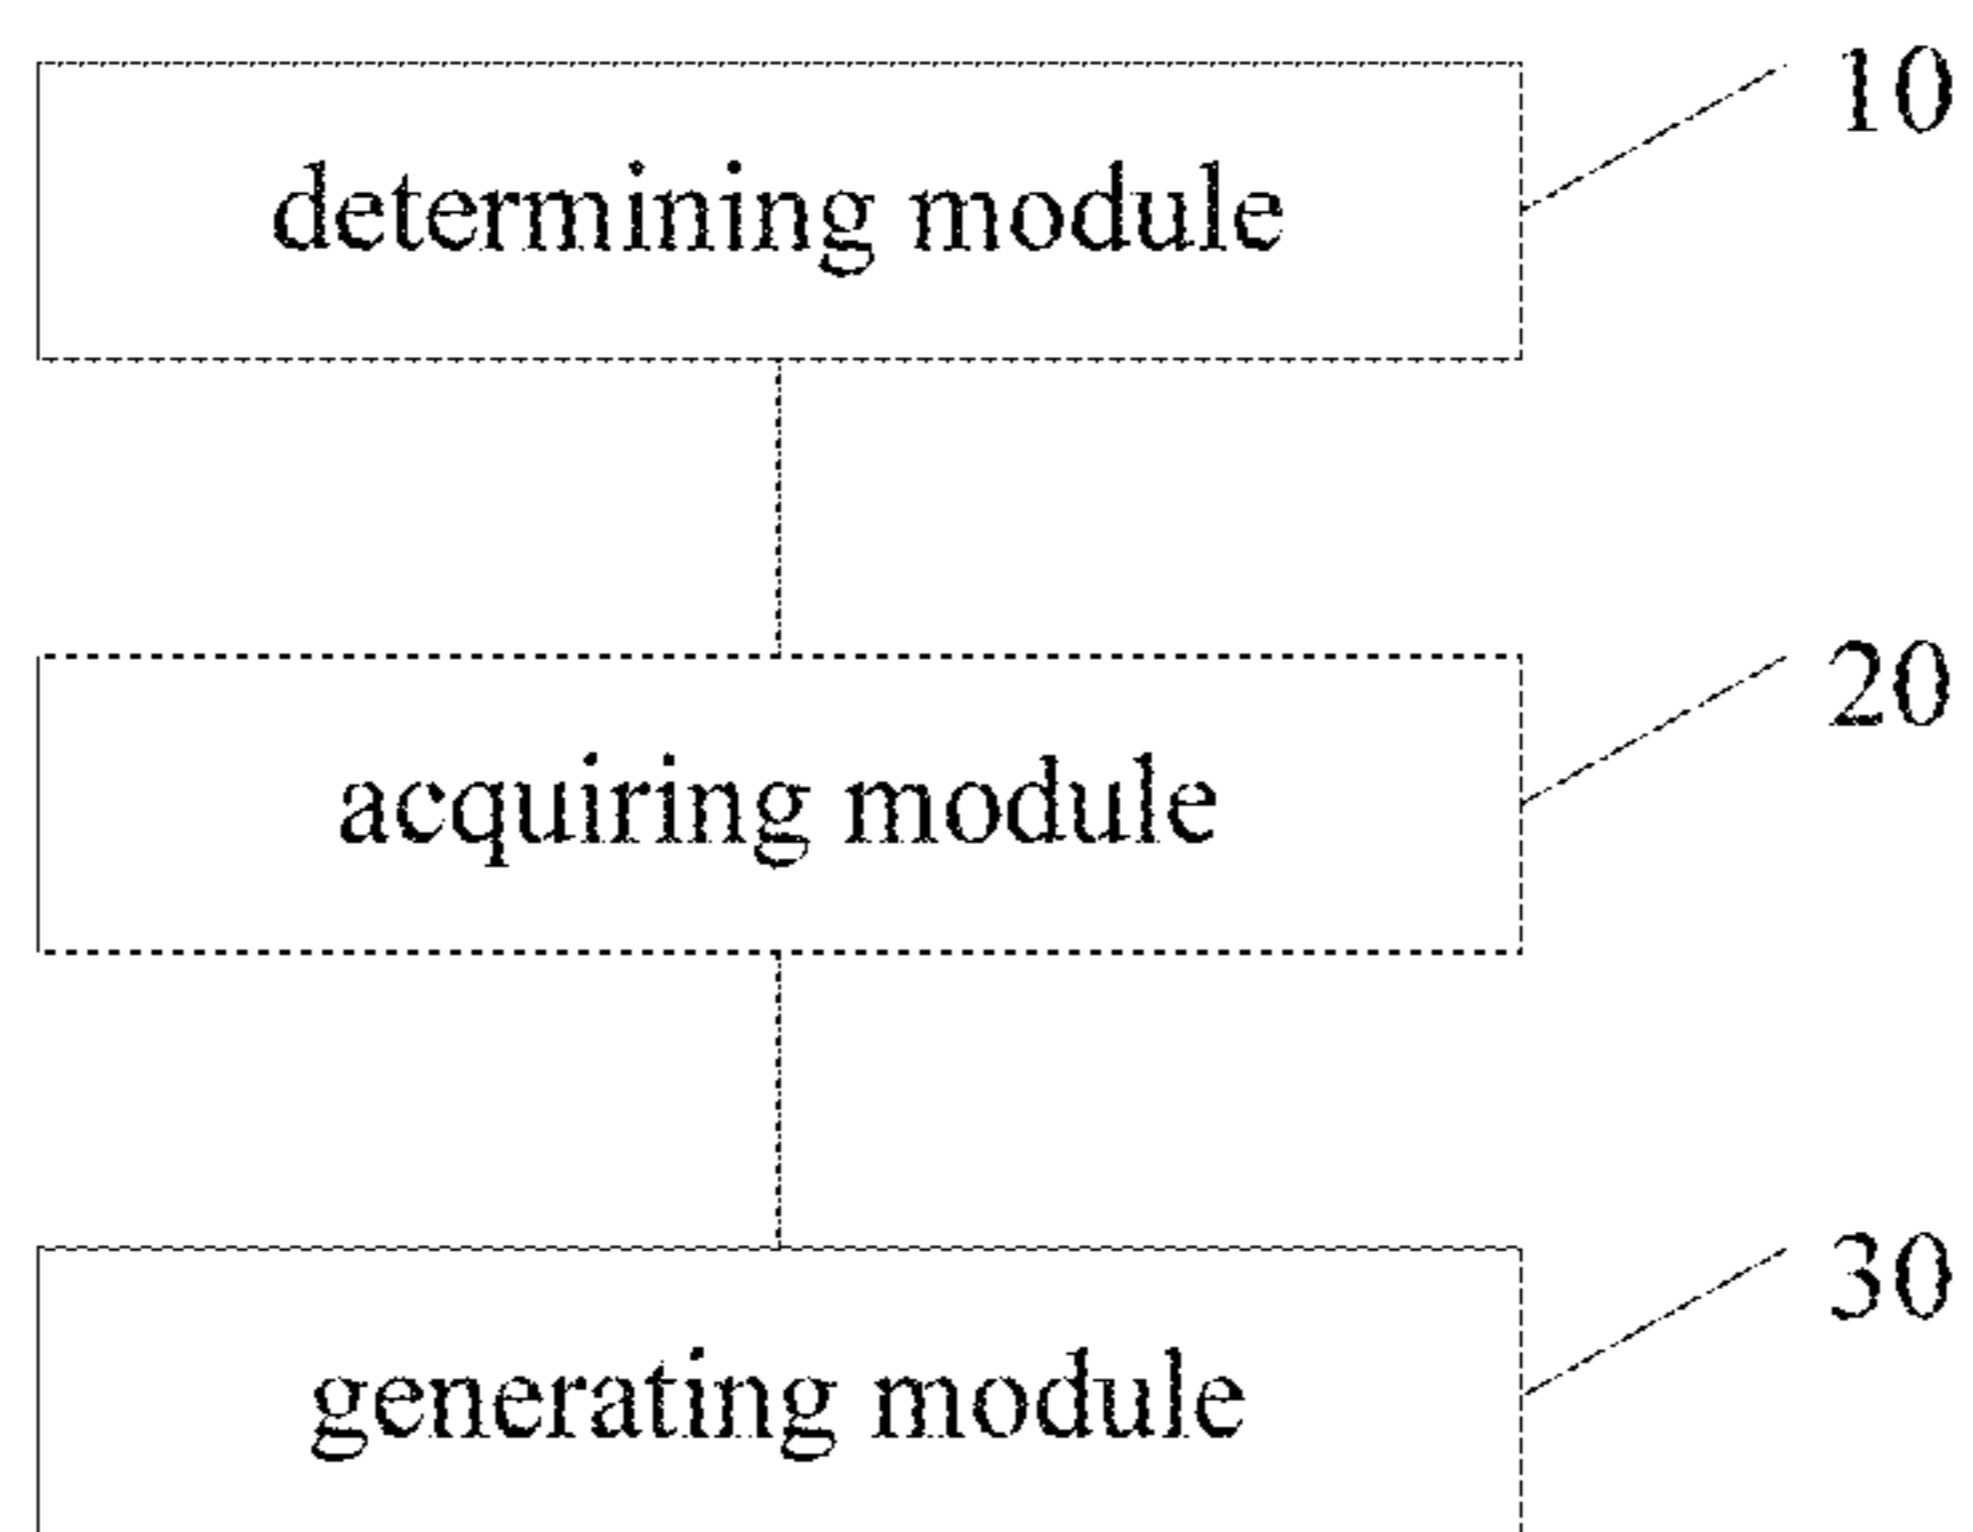 10
determining module
20
acquiring module
30
generating module